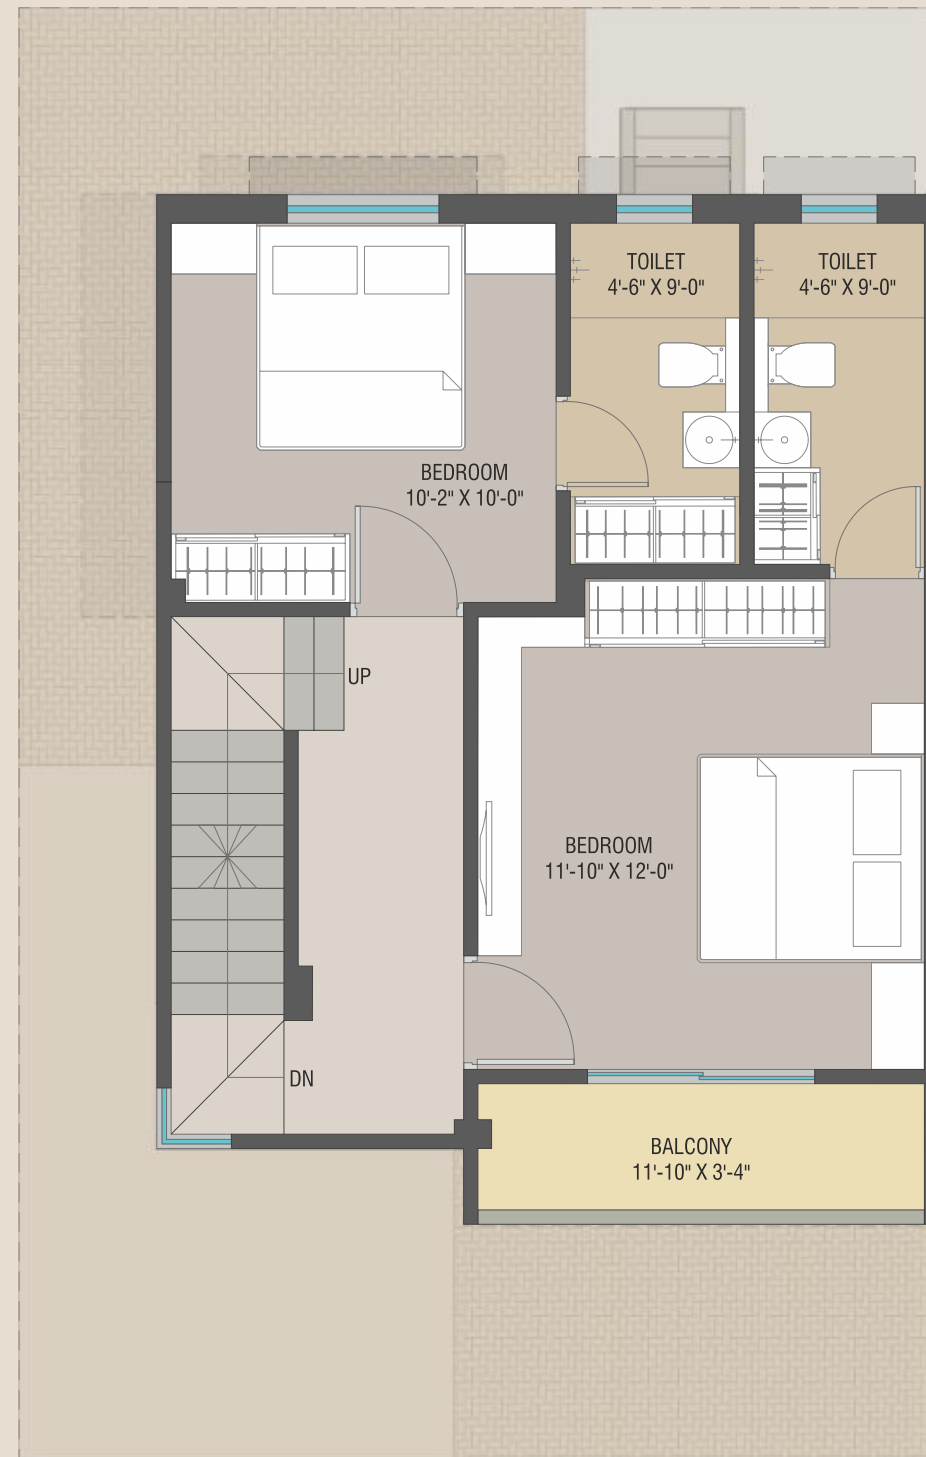 TOILET
4'-6" X 9'-0"
TOILET
4'-6" X 9'-0"
BEDROOM
10'-2" X 10'-0"
UP
BEDROOM
11'-10" X 12'-0"
DN
BALCONY
11'-10" X 3'-4"